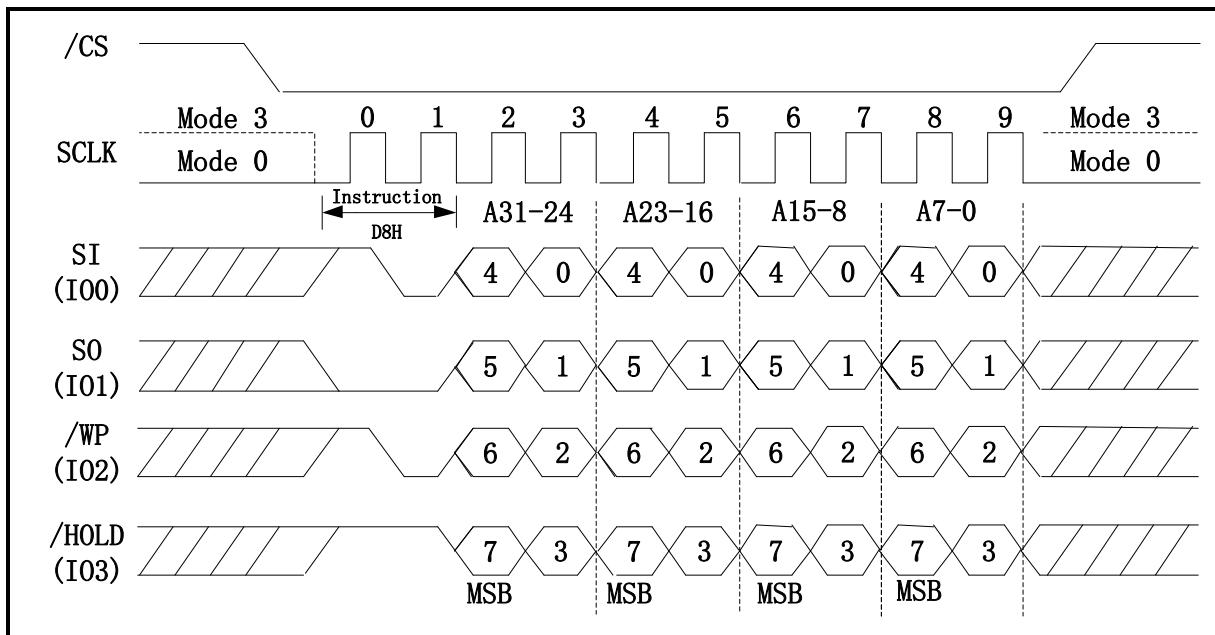 /CS
Mode 3 0 1 2 3 4 5 6 7 8 9 Mode 3
SCLK
Mode 0 Mode 0
Instruction
D8H
A31-24 A23-16 A15-8 A7-0
SI
(IO0)
4 0 4 0 4 0 4 0
SO
(IO1)
5 1 5 1 5 1 5 1
/WP
(IO2)
6 2 6 2 6 2 6 2
/HOLD
(IO3)
7 3 7 3 7 3 7 3
MSB MSB MSB MSB